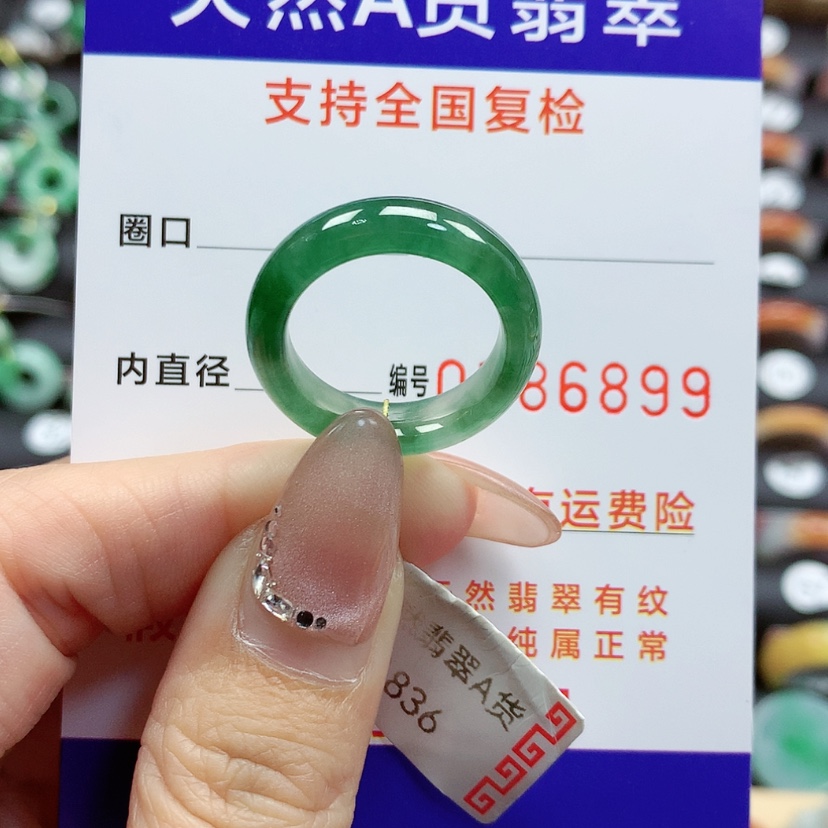 天然A货翡翠
支持全国复检
圈口
内直径
编号 0186899
运费险
然翡翠有纹
纯属正常
翡翠A货
836